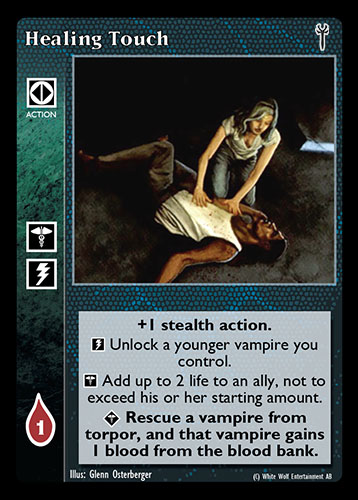 Healing Touch
ACTION
+1 stealth action.
Unlock a younger vampire you
control.
Add up to 2 life to an ally, not to
exceed his or her starting amount.
Rescue a vampire from
torpor, and that vampire gains
1 blood from the blood bank.
1
Illus: Glenn Osterberger
(C) White Wolf Entertainment AB